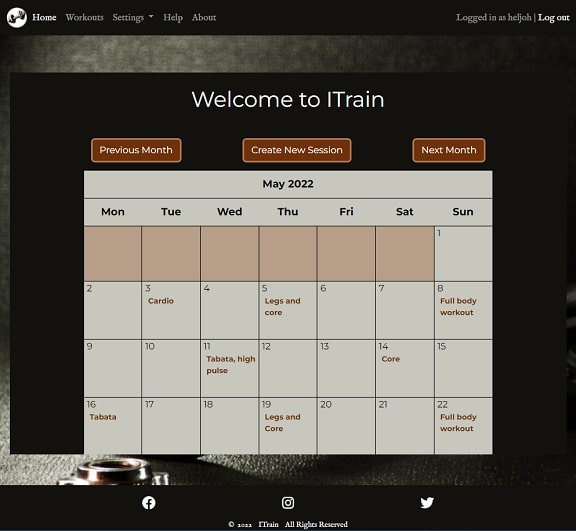 Home Workouts Settings Help About Logged in as heljoh | Log out
Welcome to ITrain
Previous Month Create New Session Next Month
May 2022
Mon Tue Wed Thu Fri Sat Sun
1
2 3 4 5 6 7 8
Cardio Legs and Full body
core workout
9 10 11 12 13 14 15
Tabata, high Core
pulse
16 17 18 19 20 21 22
Tabata Legs and Full body
Core workout
© 2022 ITrain All Rights Reserved